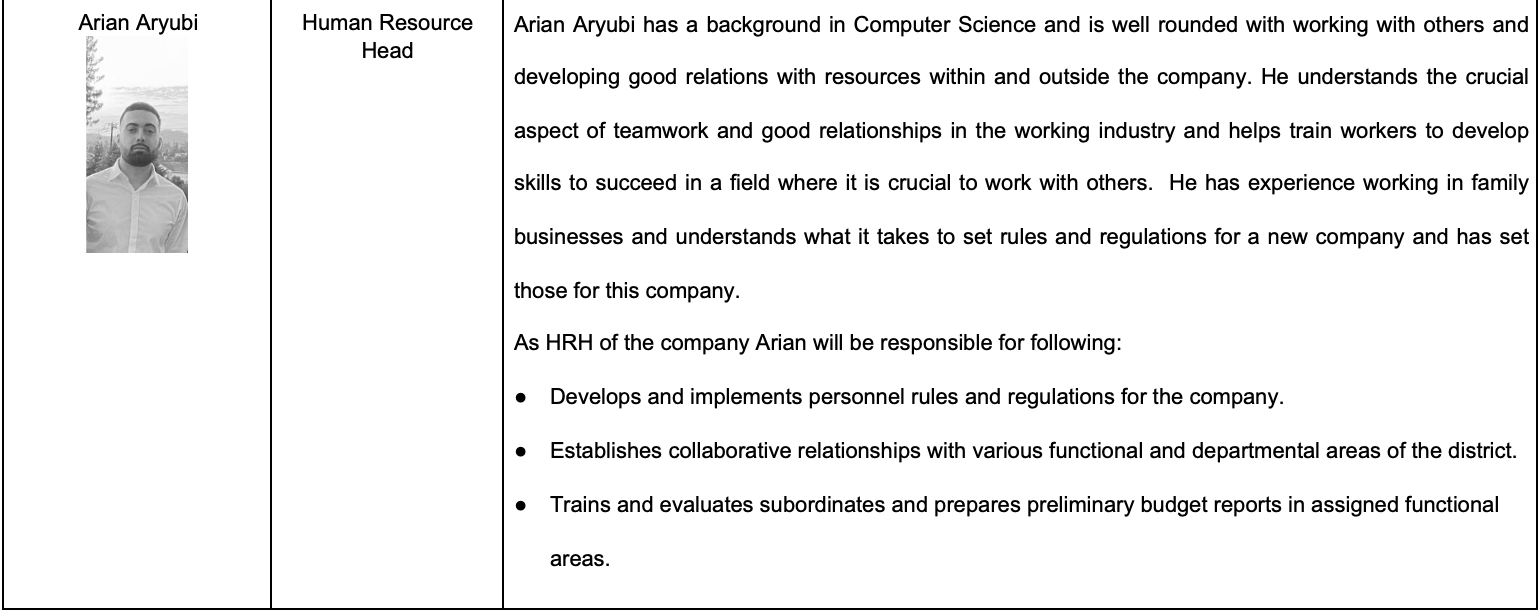 Arian Aryubi
Human Resource
Head
Arian Aryubi has a background in Computer Science and is well rounded with working with others and
developing good relations with resources within and outside the company. He understands the crucial
aspect of teamwork and good relationships in the working industry and helps train workers to develop
skills to succeed in a field where it is crucial to work with others.  He has experience working in family
businesses and understands what it takes to set rules and regulations for a new company and has set
those for this company.
As HRH of the company Arian will be responsible for following:
● Develops and implements personnel rules and regulations for the company.
● Establishes collaborative relationships with various functional and departmental areas of the district.
● Trains and evaluates subordinates and prepares preliminary budget reports in assigned functional
areas.